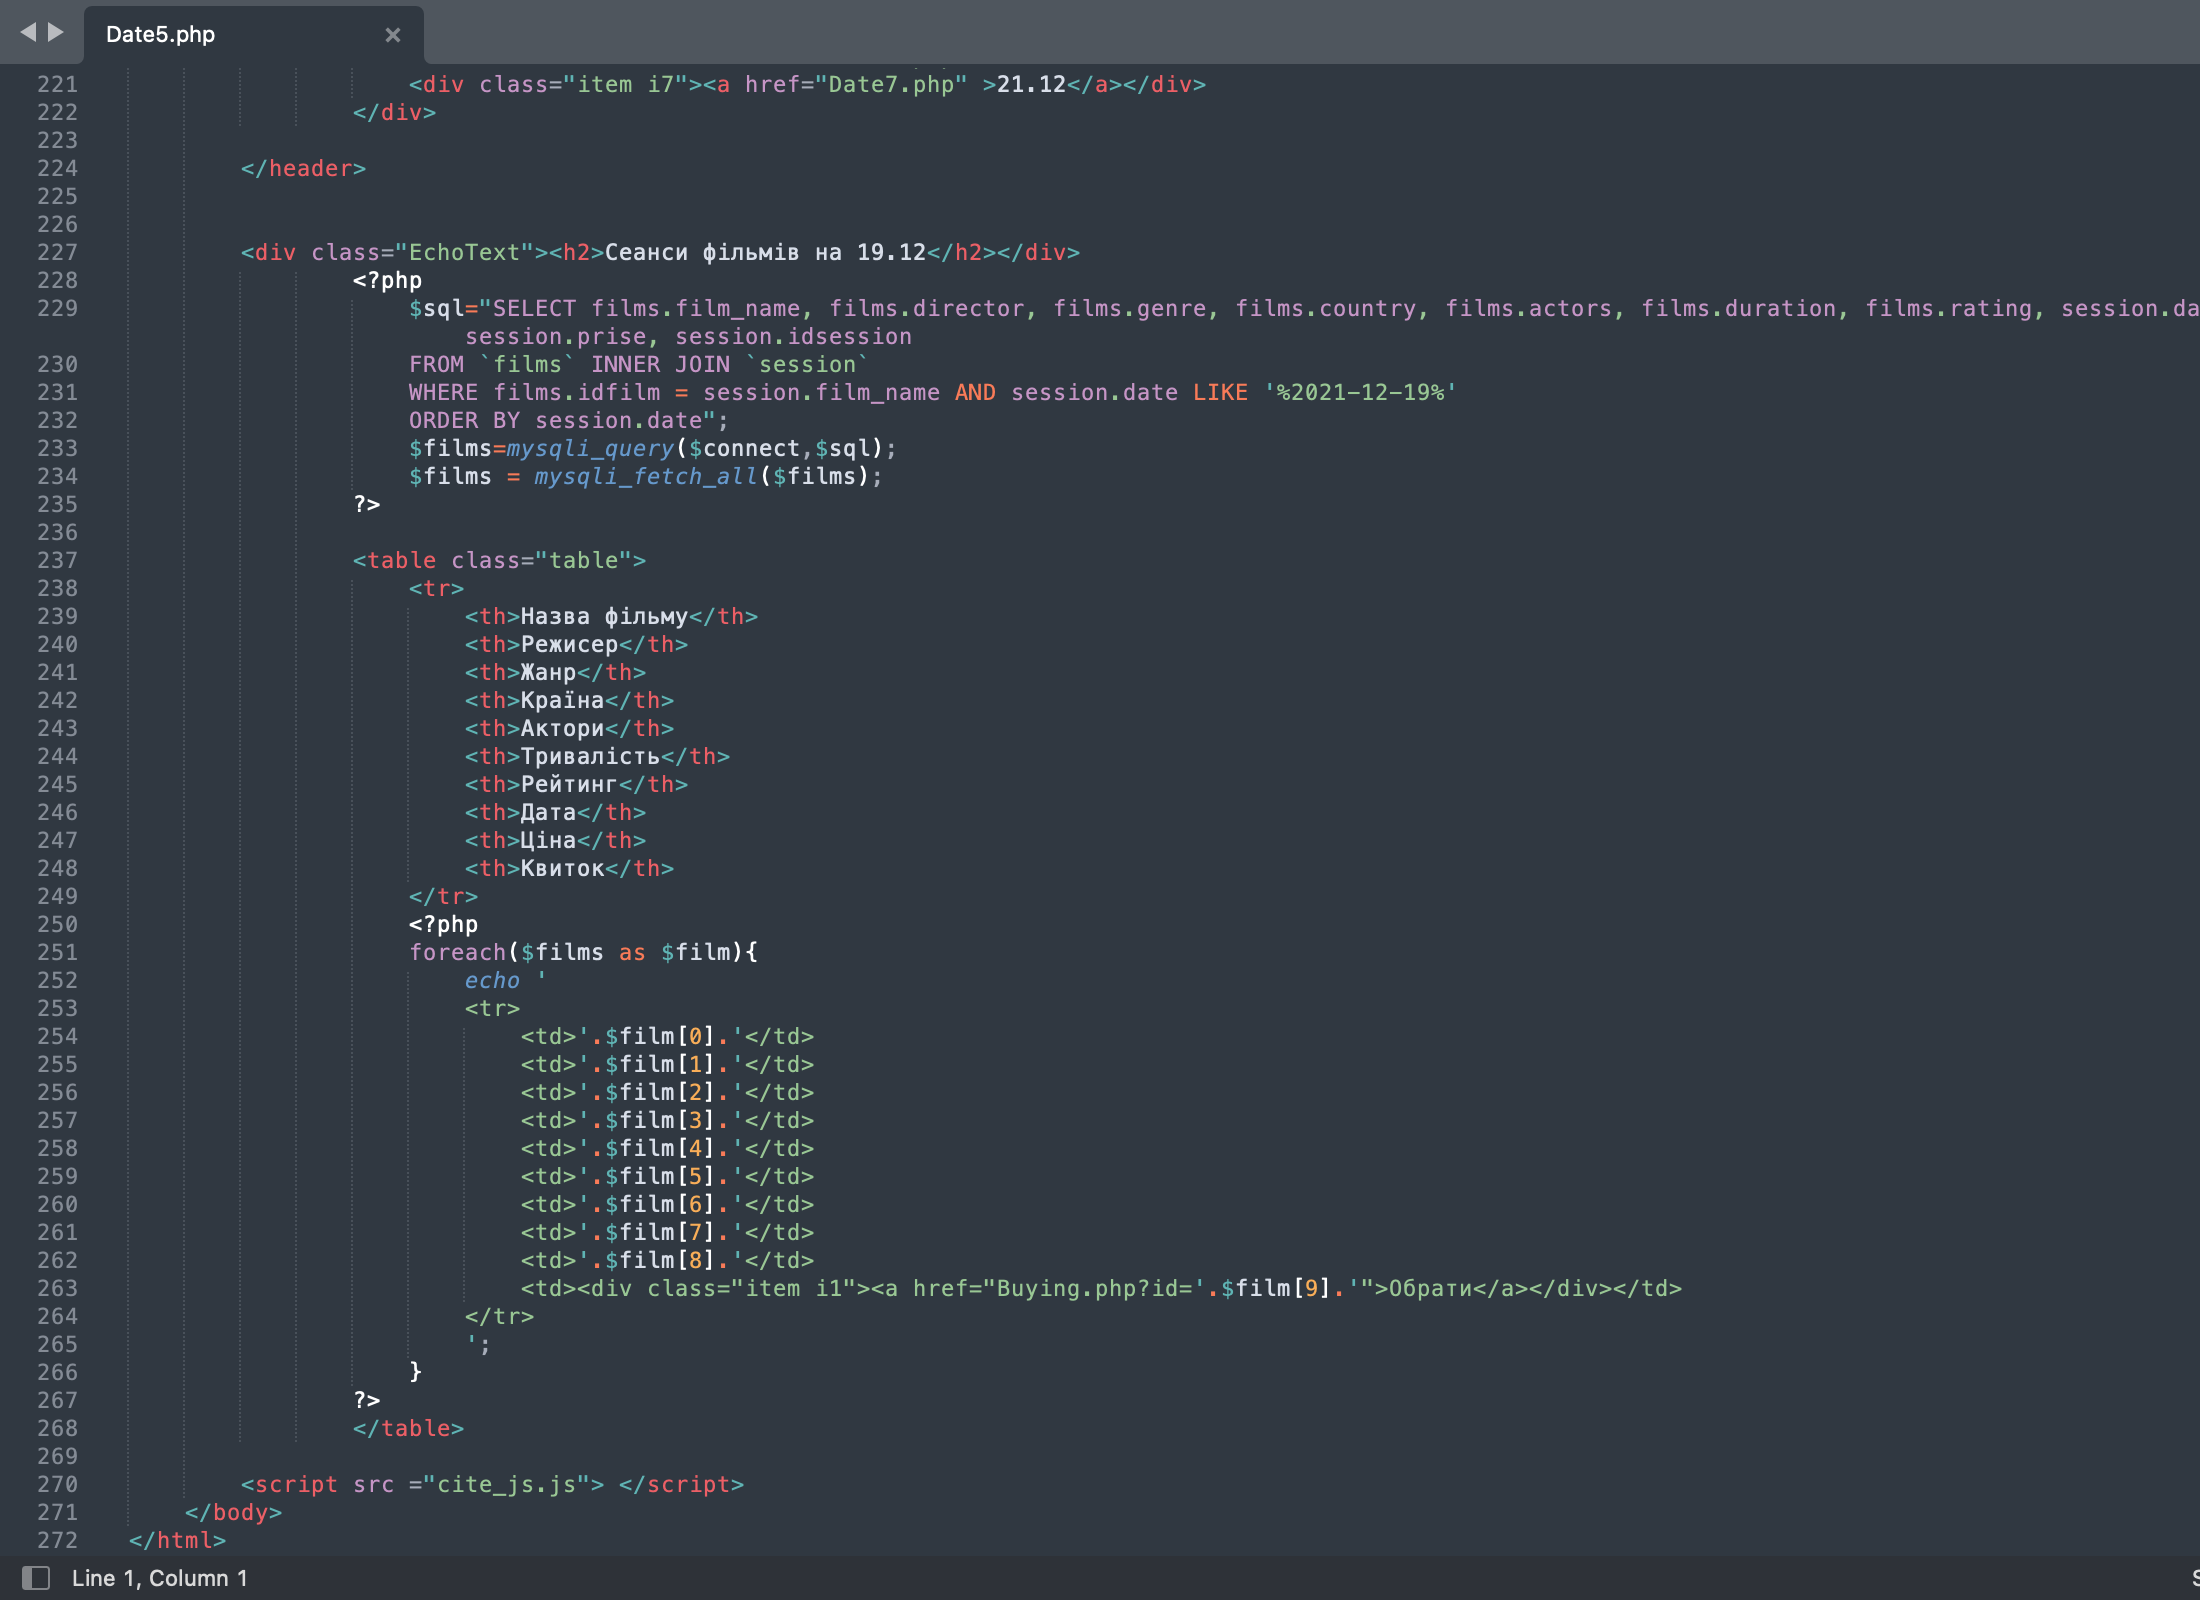 Date5.php
221 <div class="item i7"><a href="Date7.php" >21.12</a></div>
222 </div>
223
224 </header>
225
226
227 <div class="EchoText"><h2>Сеанси фільмів на 19.12</h2></div>
228 <?php
229 $sql="SELECT films.film_name, films.director, films.genre, films.country, films.actors, films.duration, films.rating, session.da
session.prise, session.idsession
230 FROM `films` INNER JOIN `session`
231 WHERE films.idfilm = session.film_name AND session.date LIKE '%2021-12-19%'
232 ORDER BY session.date";
233 $films=mysqli_query($connect,$sql);
234 $films = mysqli_fetch_all($films);
235 ?>
236
237 <table class="table">
238 <tr>
239 <th>Назва фільму</th>
240 <th>Режисер</th>
241 <th>Жанр</th>
242 <th>Країна</th>
243 <th>Актори</th>
244 <th>Тривалість</th>
245 <th>Рейтинг</th>
246 <th>Дата</th>
247 <th>Ціна</th>
248 <th>Квиток</th>
249 </tr>
250 <?php
251 foreach($films as $film){
252 echo '
253 <tr>
254 <td>'.$film[0].'</td>
255 <td>'.$film[1].'</td>
256 <td>'.$film[2].'</td>
257 <td>'.$film[3].'</td>
258 <td>'.$film[4].'</td>
259 <td>'.$film[5].'</td>
260 <td>'.$film[6].'</td>
261 <td>'.$film[7].'</td>
262 <td>'.$film[8].'</td>
263 <td><div class="item i1"><a href="Buying.php?id='.$film[9].'">Обрати</a></div></td>
264 </tr>
265 ';
266 }
267 ?>
268 </table>
269
270 <script src ="cite_js.js"> </script>
271 </body>
272 </html>
Line 1, Column 1